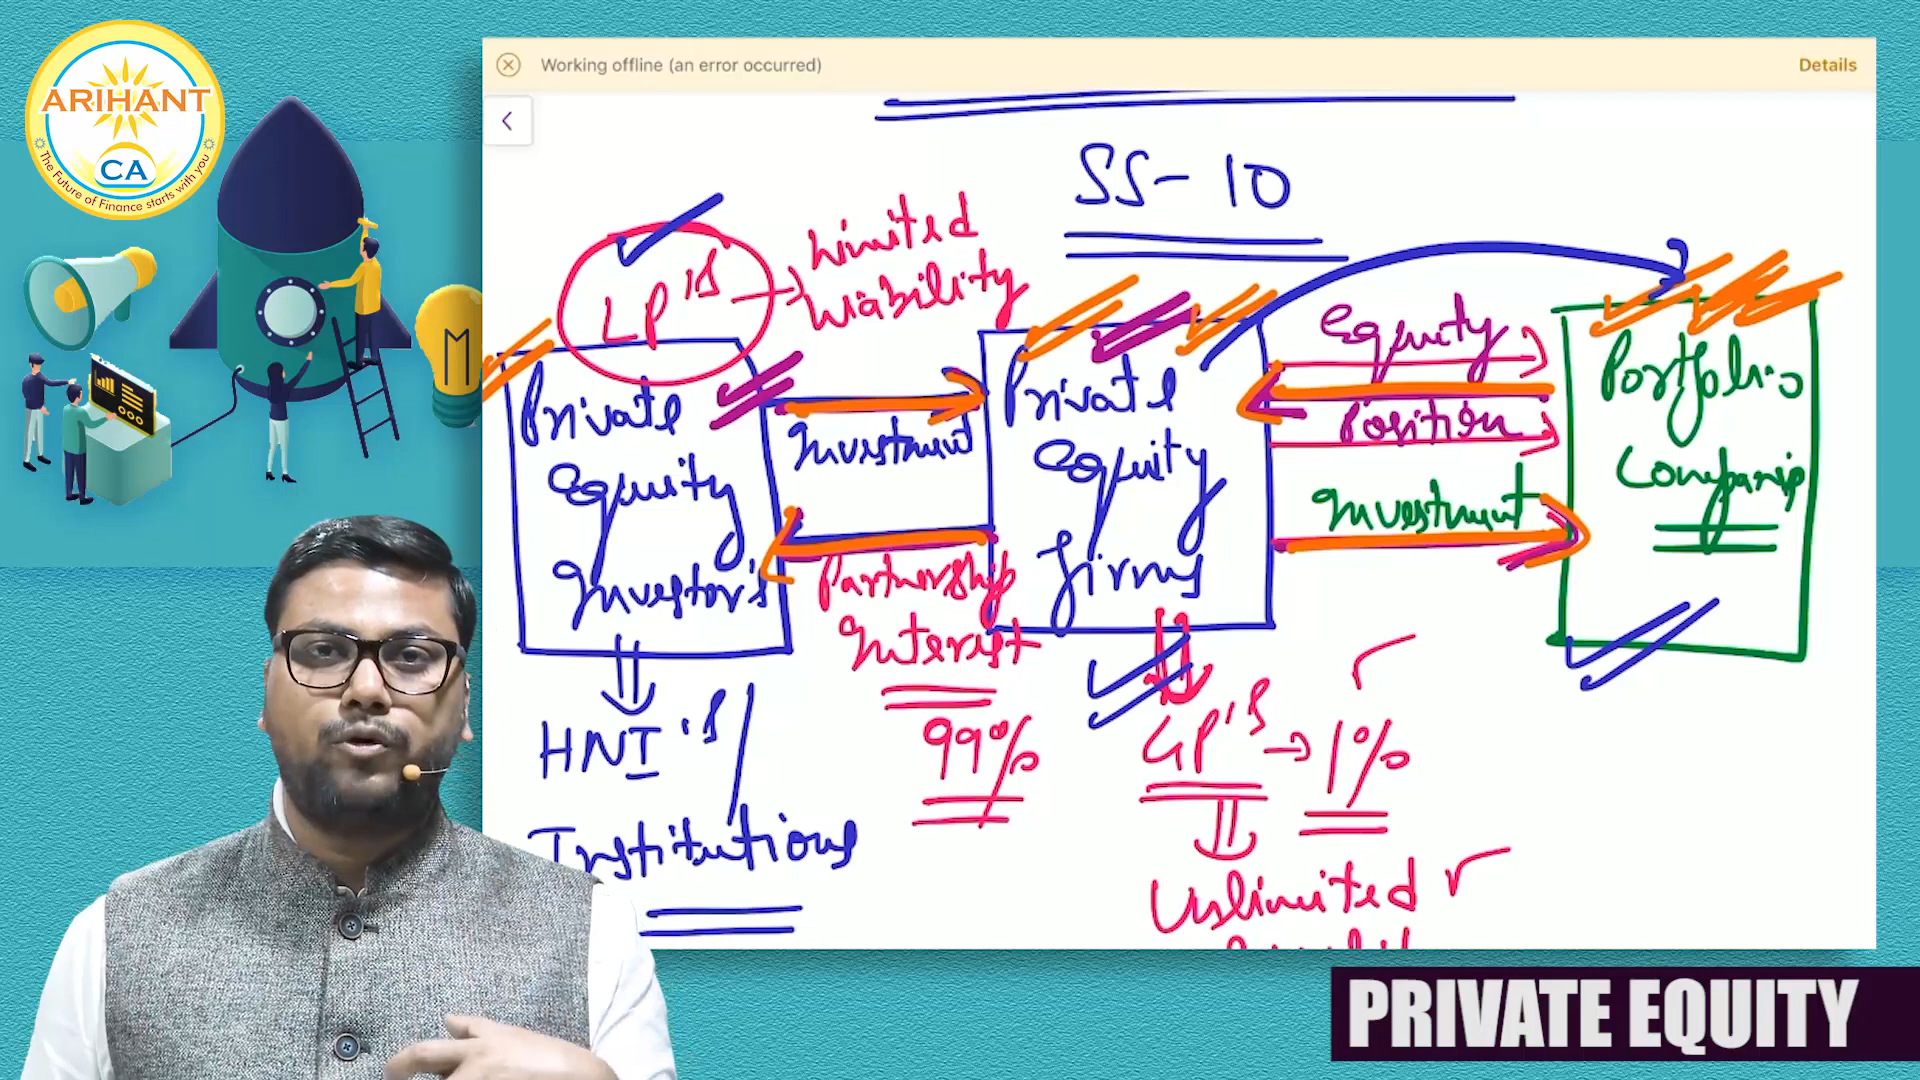 ARIHANT
CA
The Future of Finance starts with you
Working offline (an error occurred)
Details
SS-10
LP'S
Limited
Liability
Private
Equity
Investor's
Investment
Partnership
Interest
99%
HNI'S /
Institutions
Private
Equity
firms
GP'S → 1%
Unlimited
Equity
Position
Investment
Portfolio
Companies
PRIVATE EQUITY